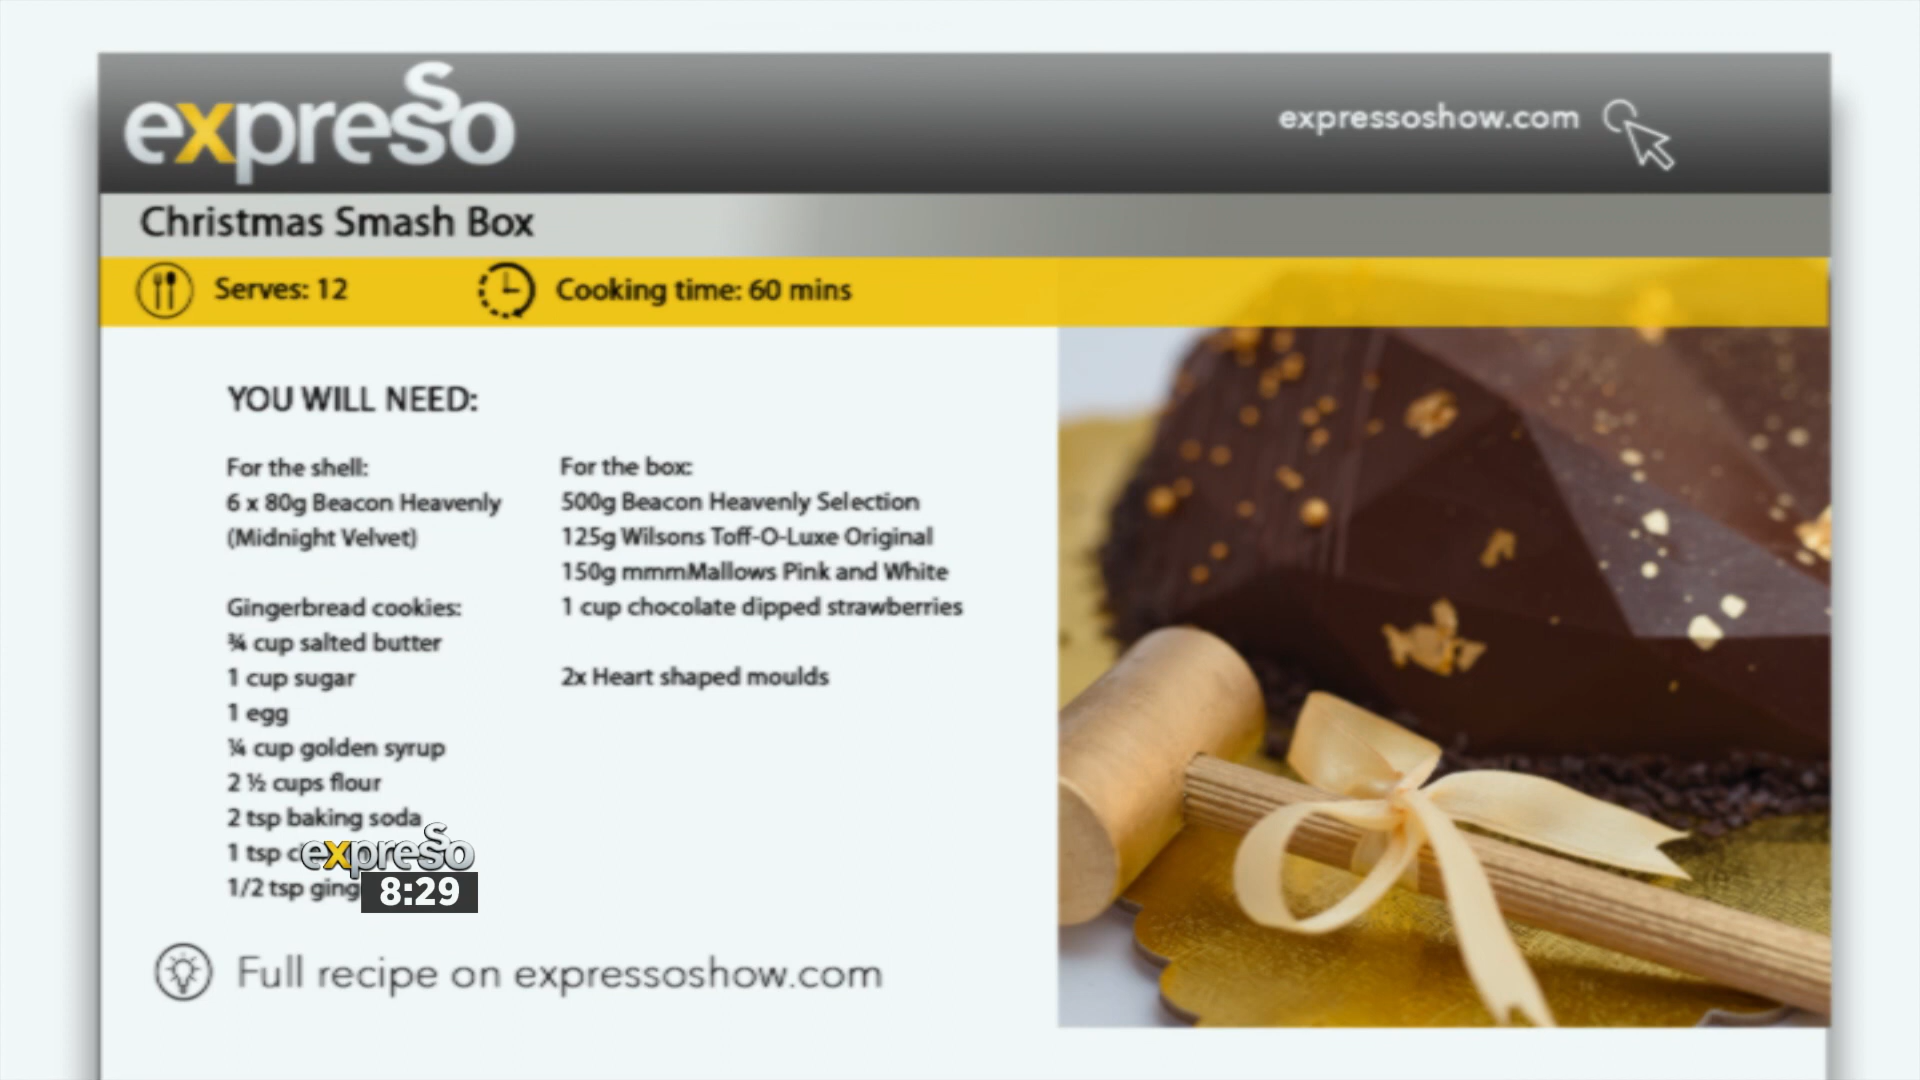 expresso
expressoshow.com
Christmas Smash Box
Serves: 12
Cooking time: 60 mins
YOU WILL NEED:
For the shell:
6 x 80g Beacon Heavenly
(Midnight Velvet)
Gingerbread cookies:
¾ cup salted butter
1 cup sugar
1 egg
¼ cup golden syrup
2 ½ cups flour
2 tsp baking soda
1 tsp
1/2 tsp
For the box:
500g Beacon Heavenly Selection
125g Wilsons Toff-O-Luxe Original
150g mmmMallows Pink and White
1 cup chocolate dipped strawberries
2x Heart shaped moulds
expresso
8:29
Full recipe on expressoshow.com